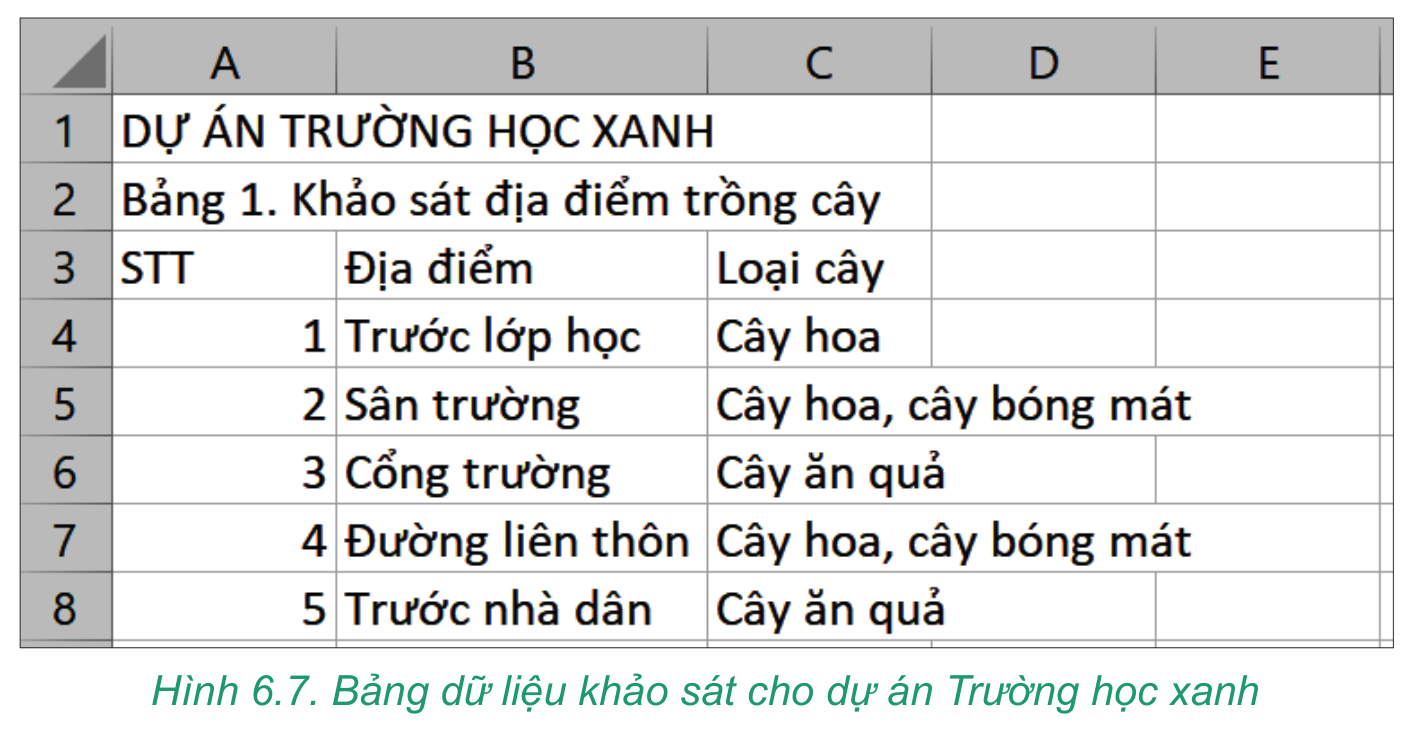 A B C D E
1 DỰ ÁN TRƯỜNG HỌC XANH
2 Bảng 1. Khảo sát địa điểm trồng cây
3 STT Địa điểm Loại cây
4 1 Trước lớp học Cây hoa
5 2 Sân trường Cây hoa, cây bóng mát
6 3 Cổng trường Cây ăn quả
7 4 Đường liên thôn Cây hoa, cây bóng mát
8 5 Trước nhà dân Cây ăn quả
Hình 6.7. Bảng dữ liệu khảo sát cho dự án Trường học xanh